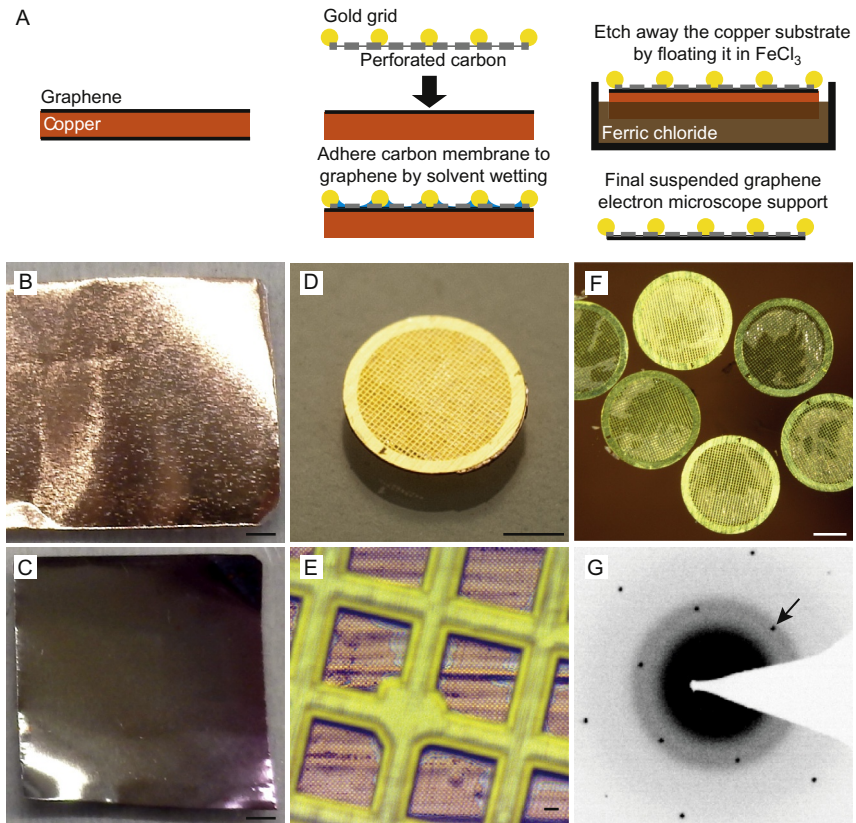 A
Graphene
Copper
Gold grid
Perforated carbon
Adhere carbon membrane to
graphene by solvent wetting
Etch away the copper substrate
by floating it in FeCl₃
Ferric chloride
Final suspended graphene
electron microscope support
B
C
D
E
F
G